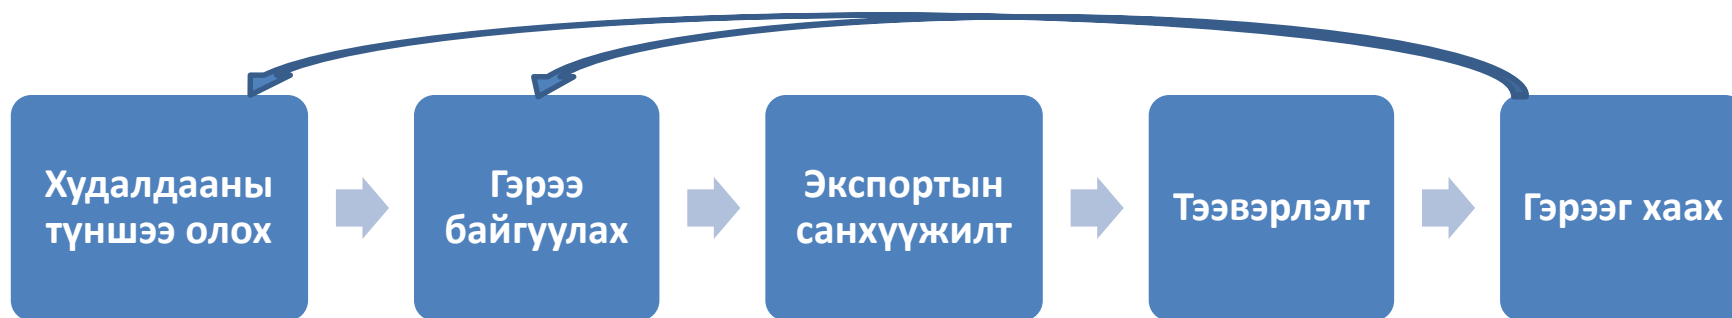 Худалдааны
түншээ олох
Гэрээ
байгуулах
Экспортын
санхүүжилт
Тээвэрлэлт
Гэрээг хаах